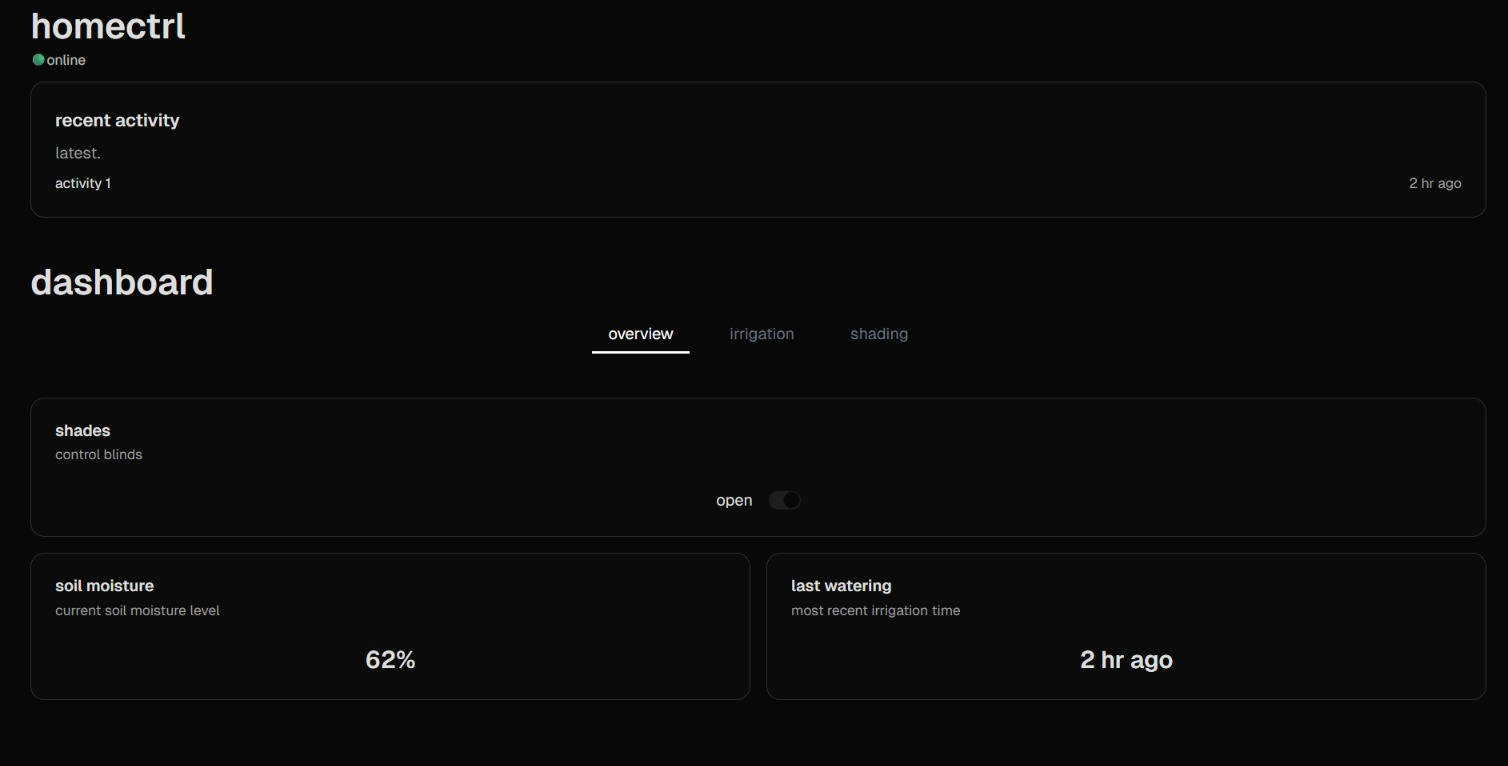 homectrl
online
recent activity
latest.
activity 1 2 hr ago
dashboard
overview irrigation shading
shades
control blinds
open
soil moisture
current soil moisture level
62%
last watering
most recent irrigation time
2 hr ago